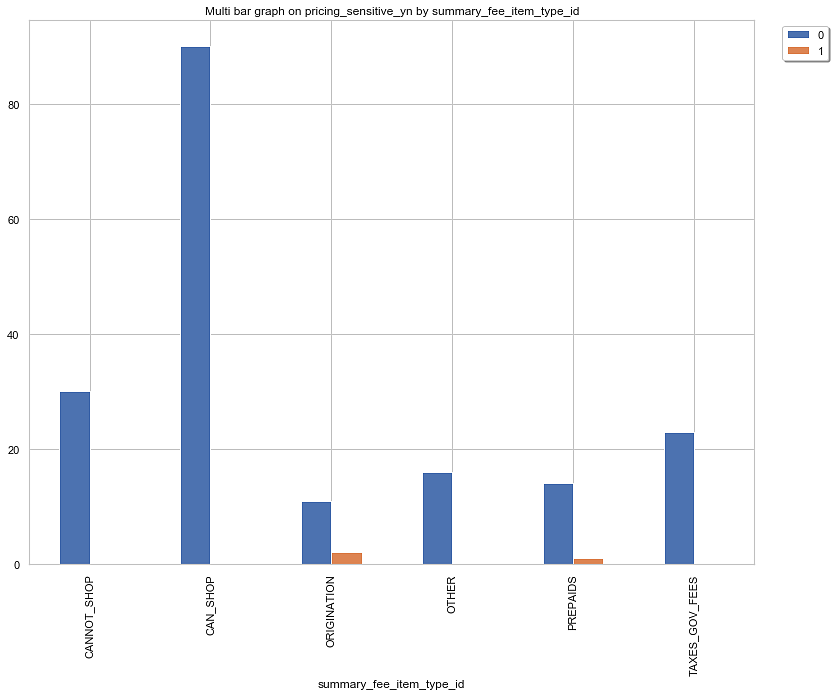 Multi bar graph on pricing_sensitive_yn by summary_fee_item_type_id
0
1
80
60
40
20
0
CANNOT_SHOP
CAN_SHOP
ORIGINATION
OTHER
PREPAIDS
TAXES_GOV_FEES
summary_fee_item_type_id